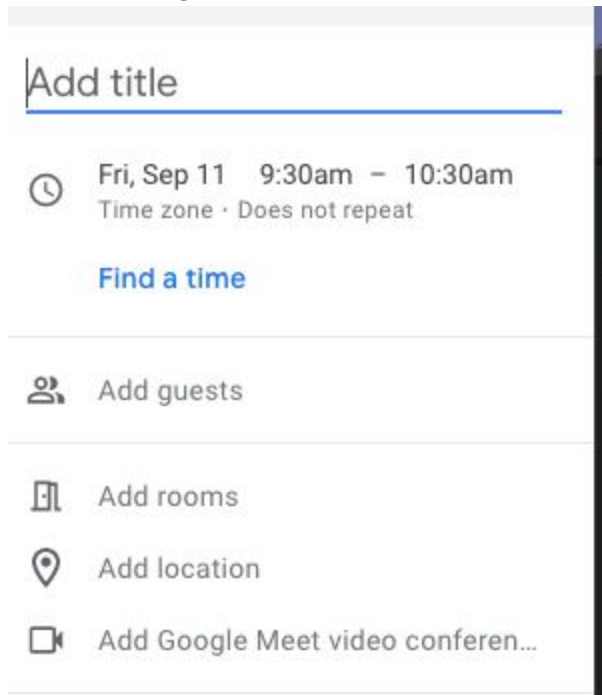 Add title
Fri, Sep 11 9:30am – 10:30am
Time zone · Does not repeat
Find a time
Add guests
Add rooms
Add location
Add Google Meet video conferen...